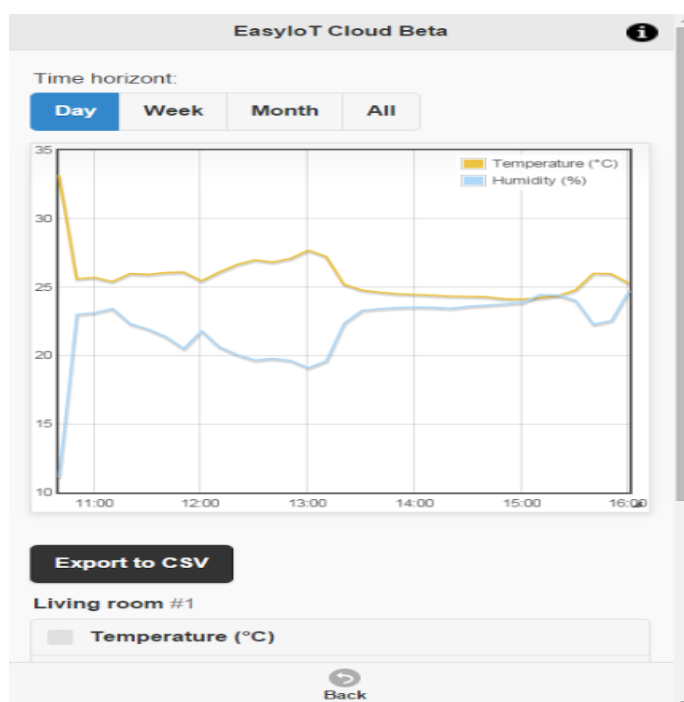 EasyIoT Cloud Beta
Time horizont:
Day Week Month All
Temperature (°C)
Humidity (%)
35
30
25
20
15
10
11:00 12:00 13:00 14:00 15:00 16:00
Export to CSV
Living room #1
Temperature (°C)
Back